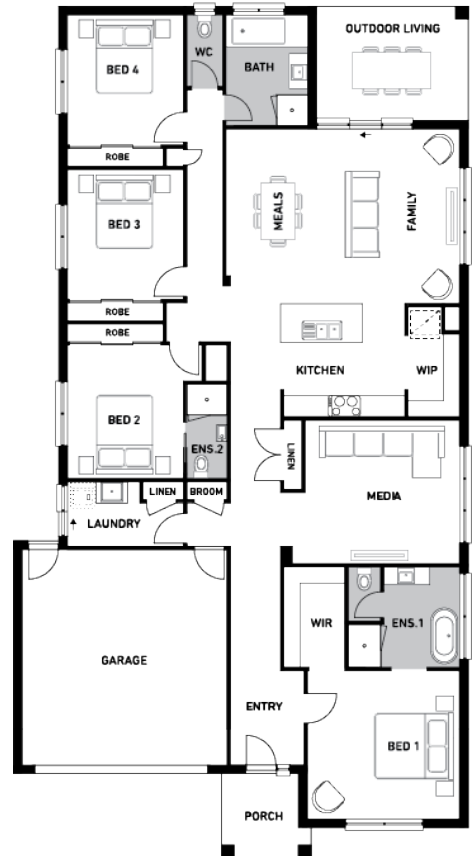 OUTDOOR LIVING
WC
BED 4
BATH
ROBE
MEALS
FAMILY
BED 3
ROBE
ROBE
KITCHEN
WIP
BED 2
ENS.2
LINEN
MEDIA
LINEN
BROOM
LAUNDRY
WIR
ENS.1
GARAGE
ENTRY
BED 1
PORCH